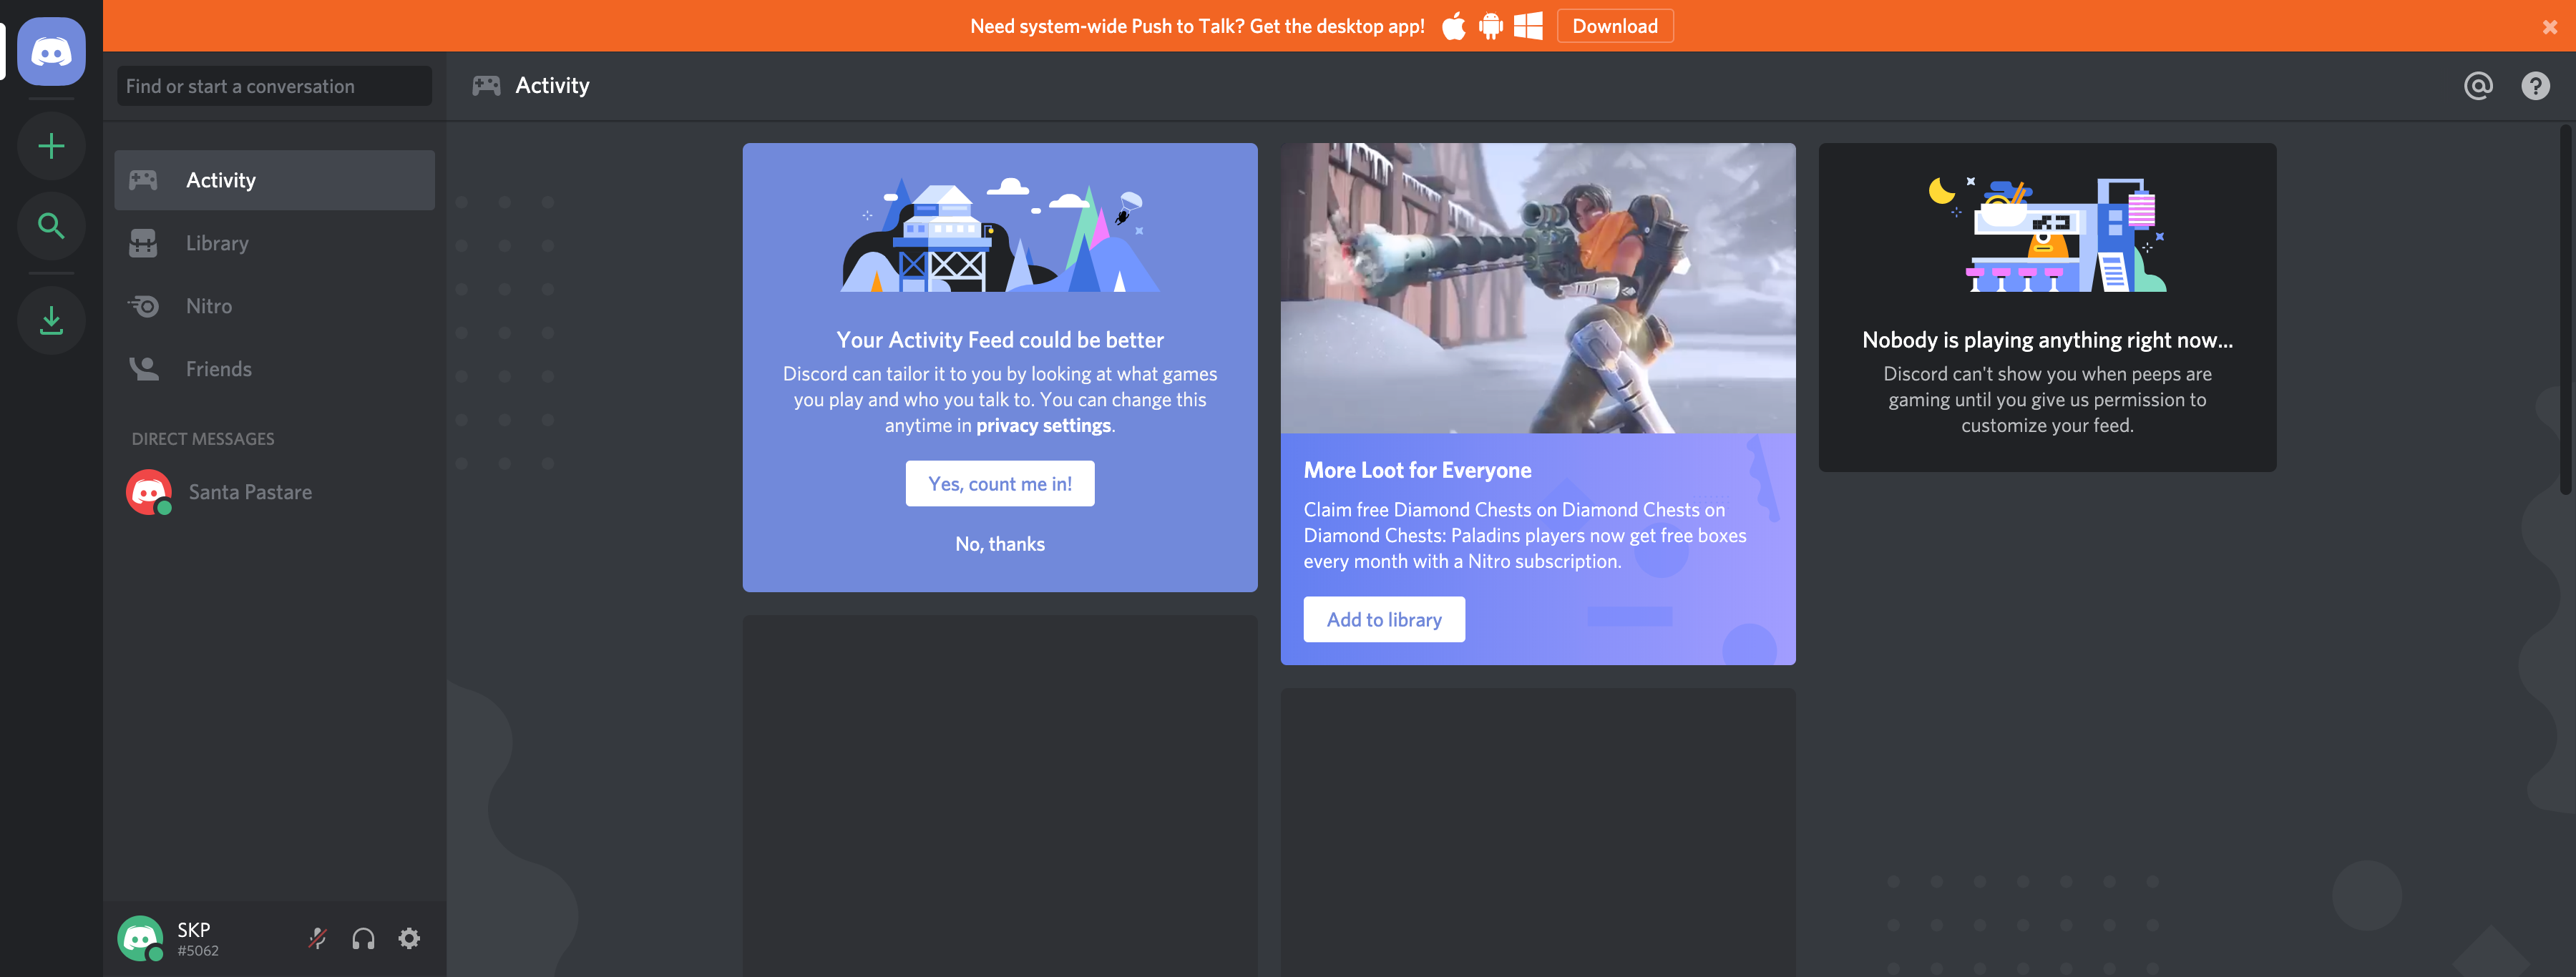 Need system-wide Push to Talk? Get the desktop app!
Download
Find or start a conversation
Activity
Activity
Library
Nitro
Friends
DIRECT MESSAGES
Santa Pastare
SKP
#5062
Your Activity Feed could be better
Discord can tailor it to you by looking at what games
you play and who you talk to. You can change this
anytime in privacy settings.
Yes, count me in!
No, thanks
More Loot for Everyone
Claim free Diamond Chests on Diamond Chests on
Diamond Chests: Paladins players now get free boxes
every month with a Nitro subscription.
Add to library
Nobody is playing anything right now...
Discord can't show you when peeps are
gaming until you give us permission to
customize your feed.